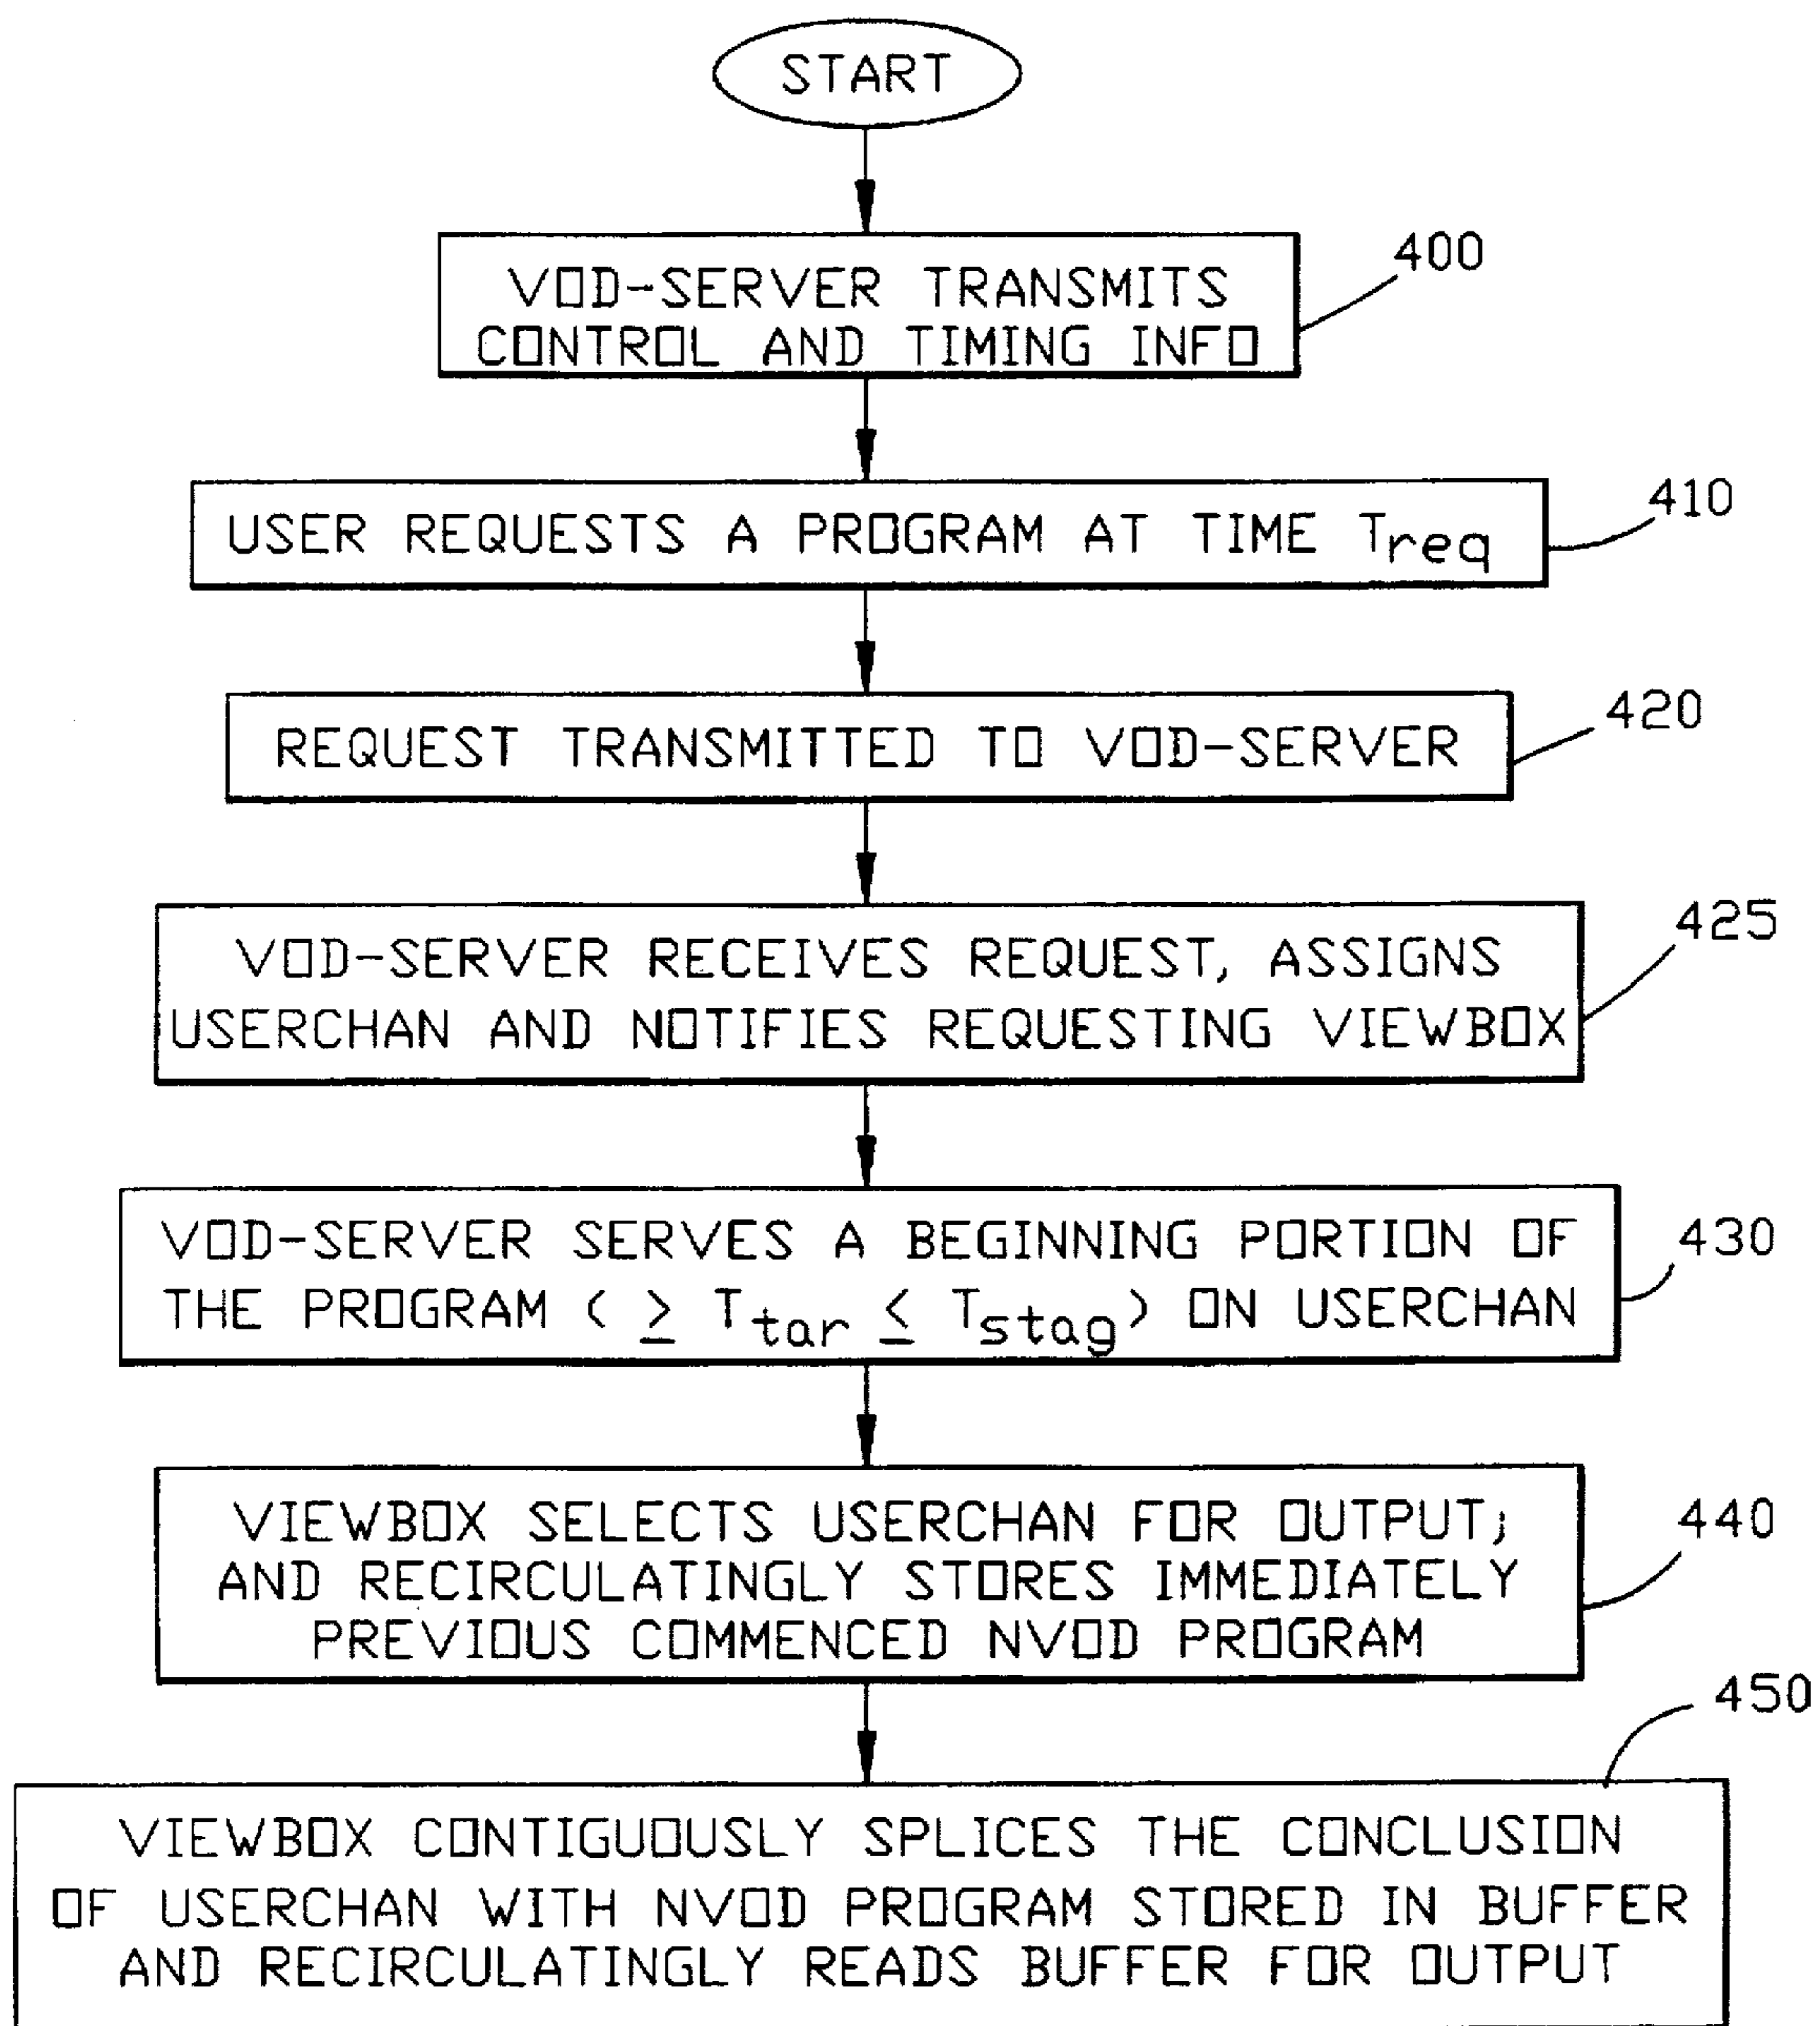 START
400
VOD-SERVER TRANSMITS
CONTROL AND TIMING INFO
410
USER REQUESTS A PROGRAM AT TIME Treq
420
REQUEST TRANSMITTED TO VOD-SERVER
425
VOD-SERVER RECEIVES REQUEST, ASSIGNS
USERCHAN AND NOTIFIES REQUESTING VIEWBOX
430
VOD-SERVER SERVES A BEGINNING PORTION OF
THE PROGRAM ( ≥ Ttar ≤ Tstag) ON USERCHAN
440
VIEWBOX SELECTS USERCHAN FOR OUTPUT;
AND RECIRCULATINGLY STORES IMMEDIATELY
PREVIOUS COMMENCED NVOD PROGRAM
450
VIEWBOX CONTIGUOUSLY SPLICES THE CONCLUSION
OF USERCHAN WITH NVOD PROGRAM STORED IN BUFFER
AND RECIRCULATINGLY READS BUFFER FOR OUTPUT